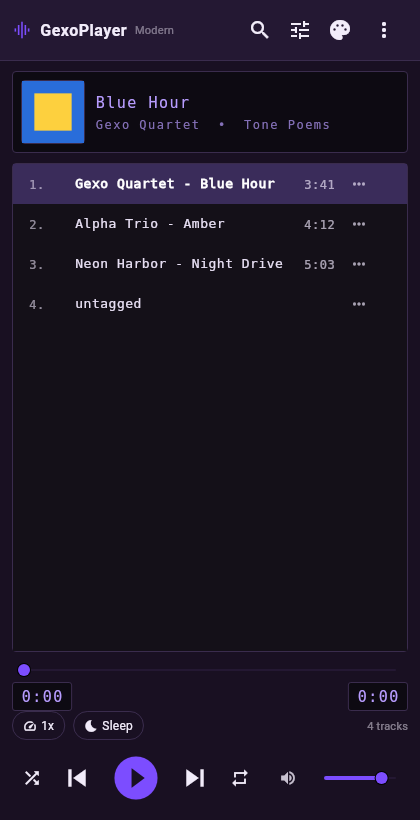 GexoPlayer Modern
Blue Hour
Gexo Quartet • Tone Poems
1. Gexo Quartet - Blue Hour 3:41
2. Alpha Trio - Amber 4:12
3. Neon Harbor - Night Drive 5:03
4. untagged
0:00 0:00
1x Sleep 4 tracks